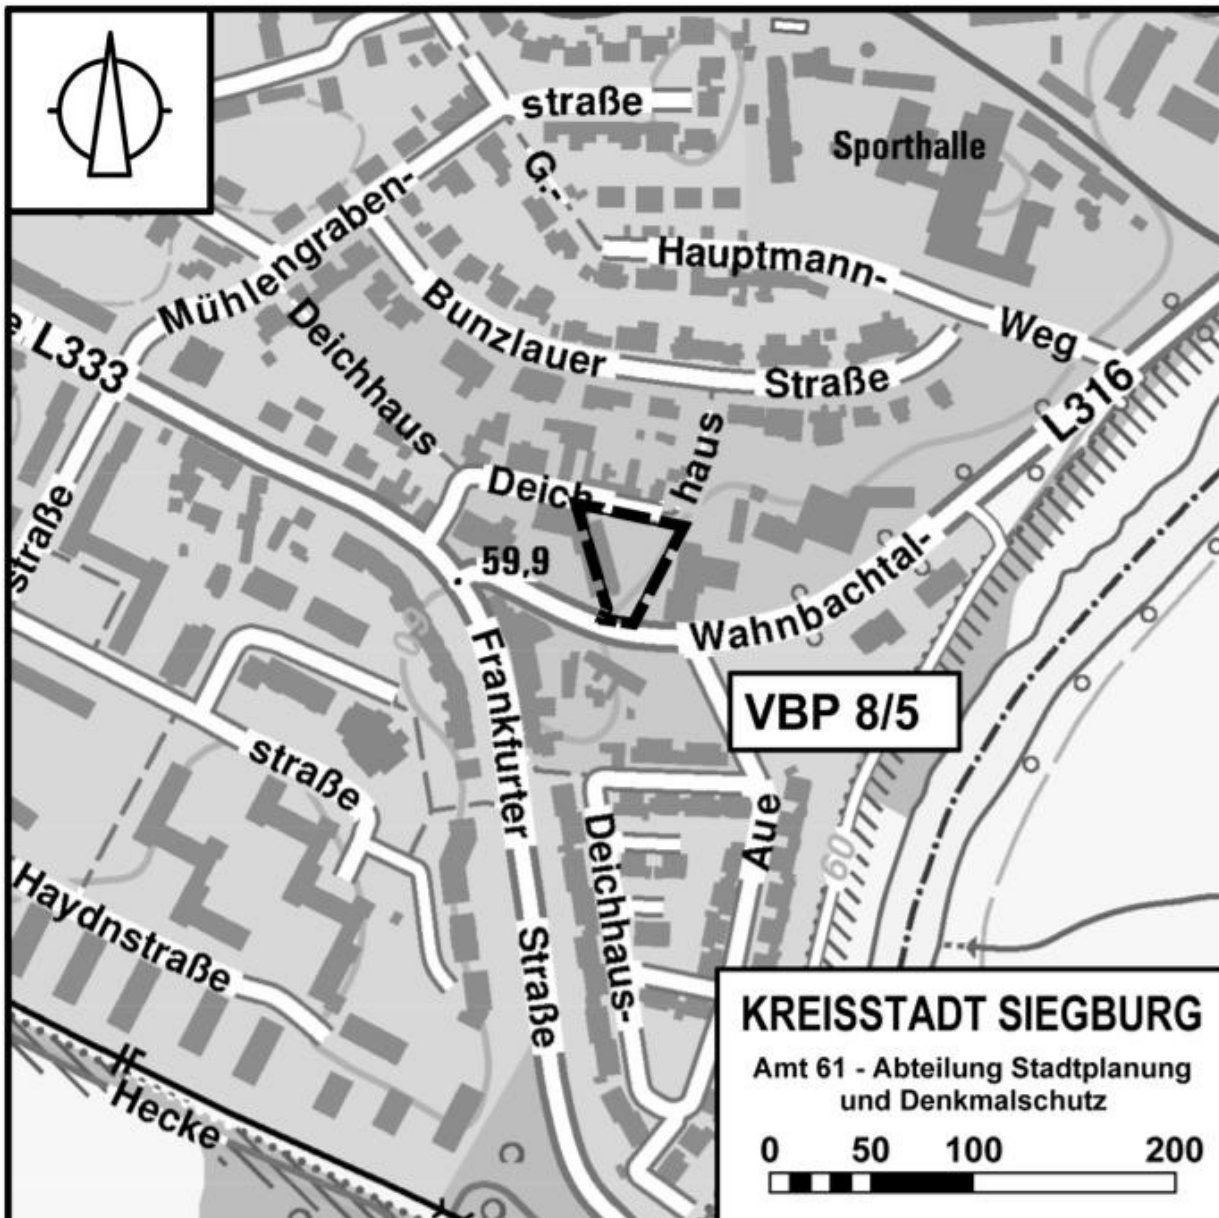 straße
Sporthalle
G.-
Mühlengraben-
Hauptmann-
Weg
Bunzlauer
Straße
Deichhaus
e L333
L316
Deich-
haus
59,9
straße
Wahnbachtal-
60
VBP 8/5
Frankfurter
Straße
straße
Deichhaus-
Aue
60
Haydnstraße
Hecke
KREISSTADT SIEGBURG
Amt 61 - Abteilung Stadtplanung
und Denkmalschutz
0 50 100 200